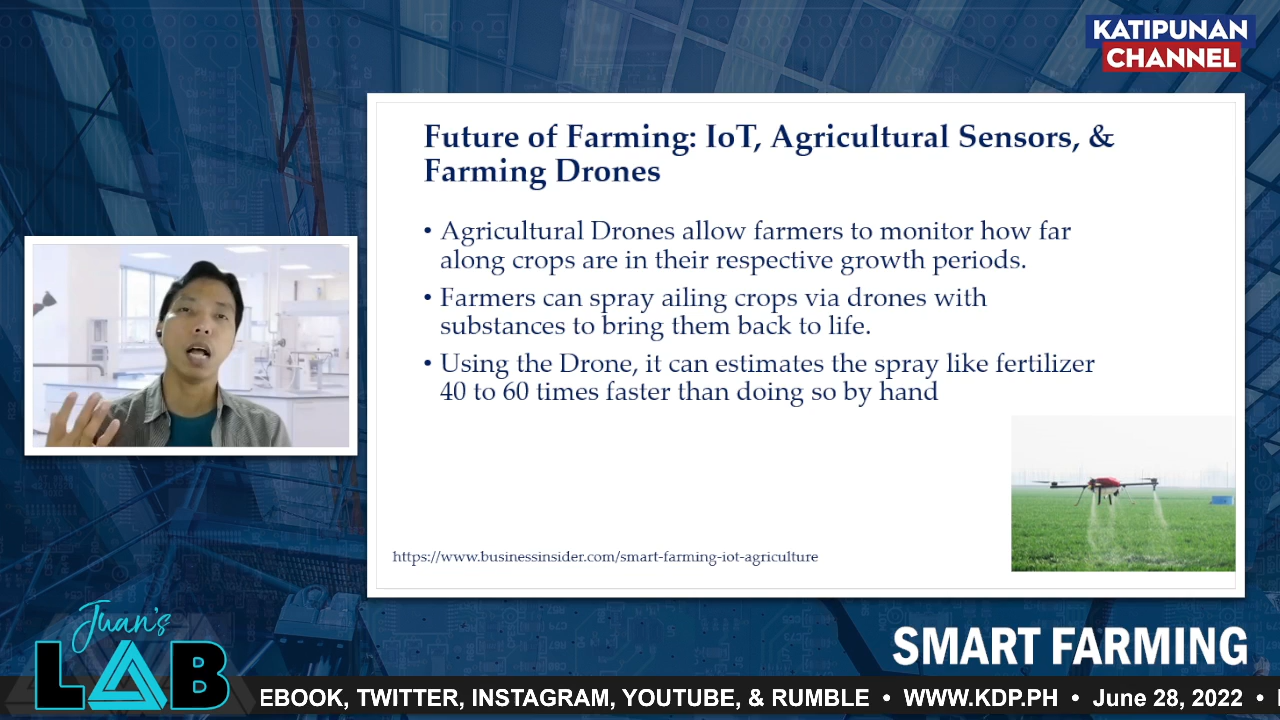 KATIPUNAN
CHANNEL
Future of Farming: IoT, Agricultural Sensors, &
Farming Drones
• Agricultural Drones allow farmers to monitor how far
along crops are in their respective growth periods.
• Farmers can spray ailing crops via drones with
substances to bring them back to life.
• Using the Drone, it can estimates the spray like fertilizer
40 to 60 times faster than doing so by hand
https://www.businessinsider.com/smart-farming-iot-agriculture
Juan's
LAB
SMART FARMING
EBOOK, TWITTER, INSTAGRAM, YOUTUBE, & RUMBLE • WWW.KDP.PH • June 28, 2022 •